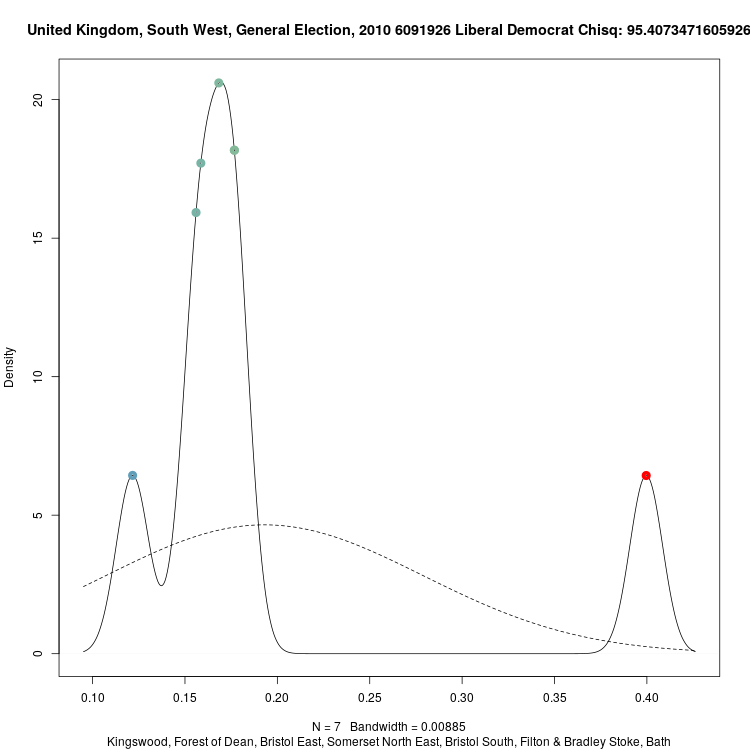 United Kingdom, South West, General Election, 2010 6091926 Liberal Democrat Chisq: 95.4073471605926
Density
20
15
10
5
0
0.10 0.15 0.20 0.25 0.30 0.35 0.40
N = 7 Bandwidth = 0.00885
Kingswood, Forest of Dean, Bristol East, Somerset North East, Bristol South, Filton & Bradley Stoke, Bath